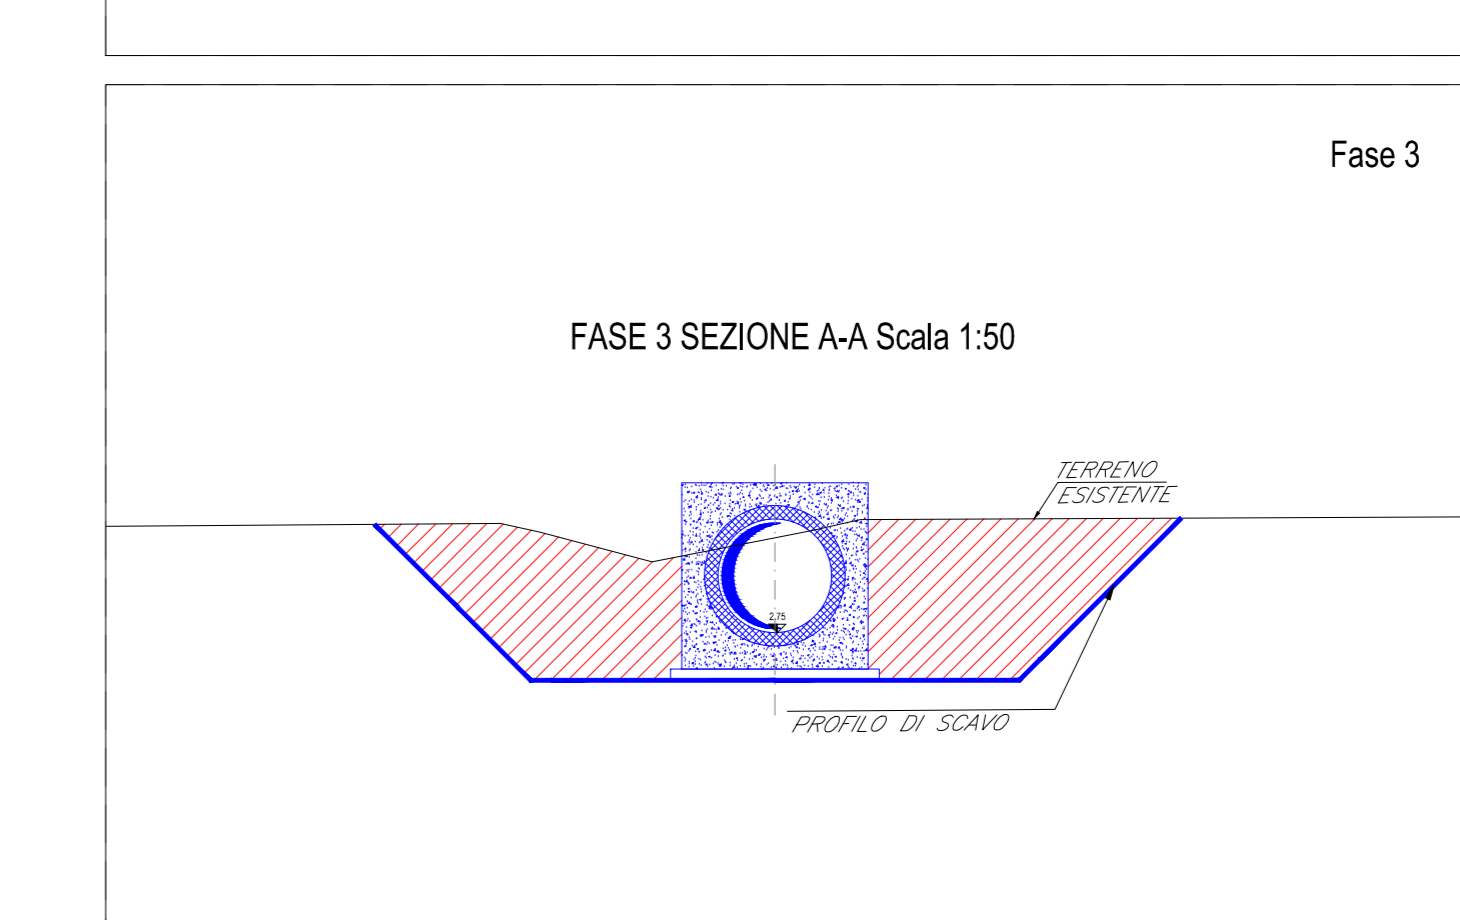 Fase 3
FASE 3 SEZIONE A-A Scala 1:50
TERRENO
ESISTENTE
2,75
PROFILO DI SCAVO